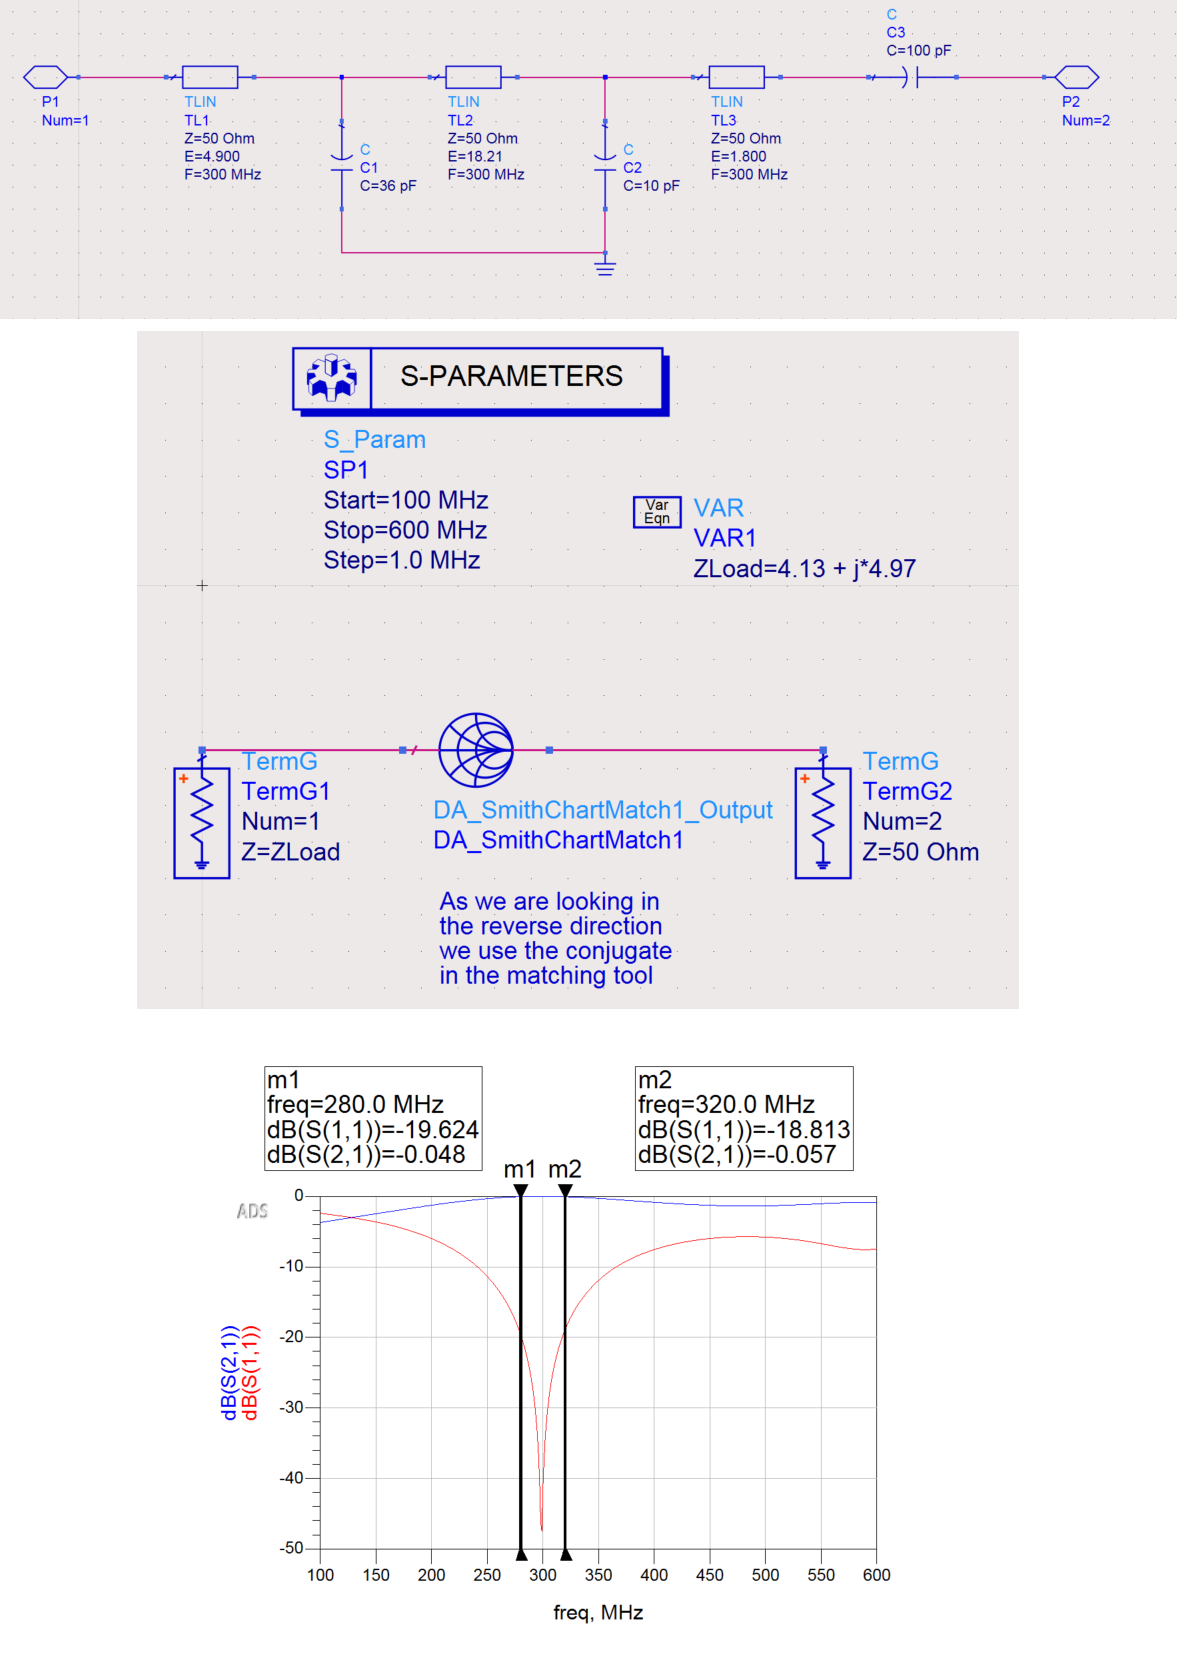 C
C3
C=100 pF
P1
Num=1
TLIN
TL1
Z=50 Ohm
E=4.900
F=300 MHz
C
C1
C=36 pF
TLIN
TL2
Z=50 Ohm
E=18.21
F=300 MHz
C
C2
C=10 pF
TLIN
TL3
Z=50 Ohm
E=1.800
F=300 MHz
P2
Num=2
S-PARAMETERS
S_Param
SP1
Start=100 MHz
Stop=600 MHz
Step=1.0 MHz
Var
Eqn
VAR
VAR1
ZLoad=4.13 + j*4.97
TermG
TermG1
Num=1
Z=ZLoad
DA_SmithChartMatch1_Output
DA_SmithChartMatch1
TermG
TermG2
Num=2
Z=50 Ohm
As we are looking in
the reverse direction
we use the conjugate
in the matching tool
m1
freq=280.0 MHz
dB(S(1,1))=-19.624
dB(S(2,1))=-0.048
m2
freq=320.0 MHz
dB(S(1,1))=-18.813
dB(S(2,1))=-0.057
m1 m2
ADS
0
-10
-20
-30
-40
-50
dB(S(2,1))
dB(S(1,1))
100 150 200 250 300 350 400 450 500 550 600
freq, MHz